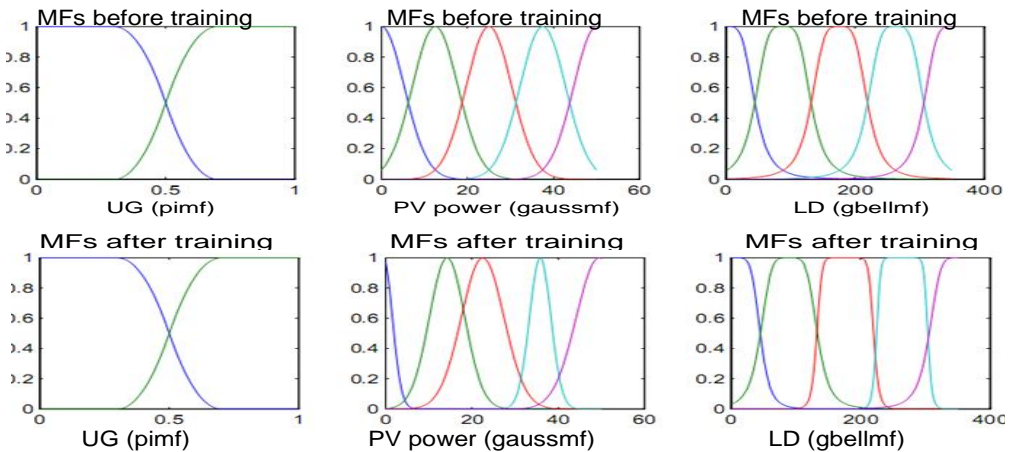 MFs before training MFs before training MFs before training
1 1 1
0.8 0.8 0.8
0.6 0.6 0.6
0.4 0.4 0.4
0.2 0.2 0.2
0 0 0
0 0.5 1 0 20 40 60 0 200 400
UG (pimf) PV power (gaussmf) LD (gbellmf)
MFs after training MFs after training MFs after training
1 1 1
0.8 0.8 0.8
0.6 0.6 0.6
0.4 0.4 0.4
0.2 0.2 0.2
0 0 0
0 0.5 1 0 20 40 60 0 200 400
UG (pimf) PV power (gaussmf) LD (gbellmf)